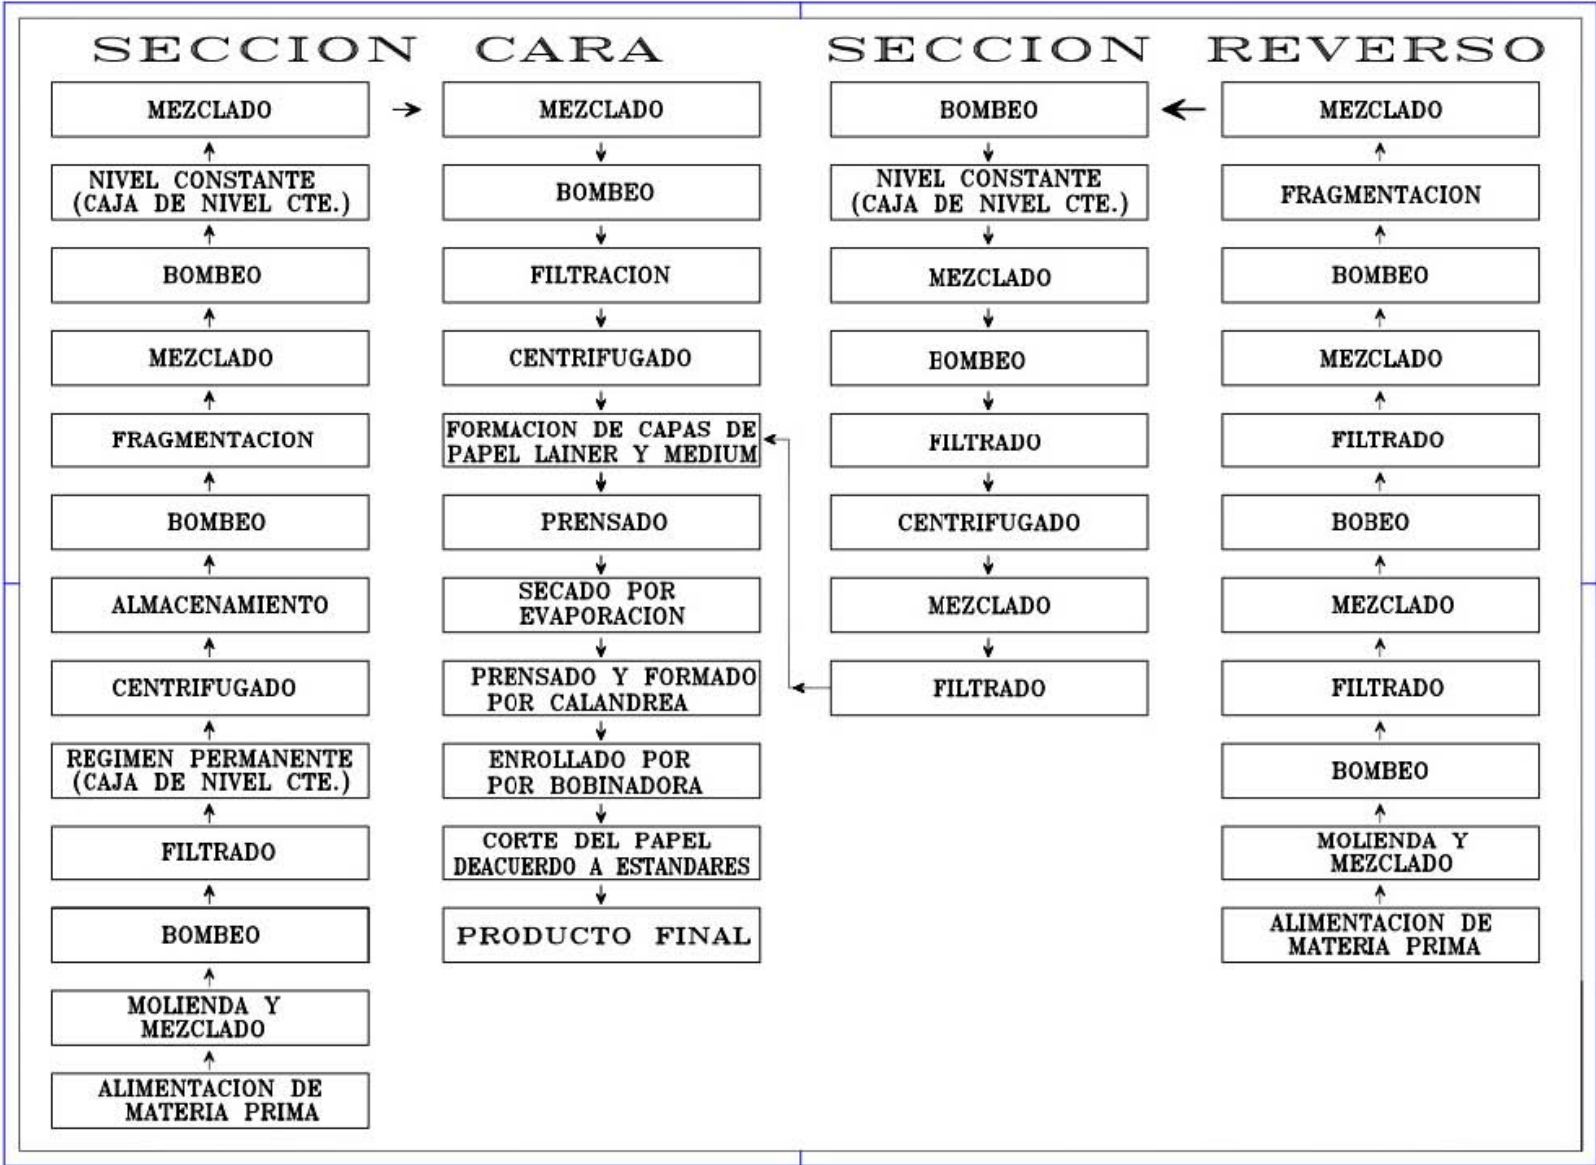 SECCION CARA
SECCION REVERSO
MEZCLADO
NIVEL CONSTANTE
(CAJA DE NIVEL CTE.)
BOMBEO
MEZCLADO
FRAGMENTACION
BOMBEO
ALMACENAMIENTO
CENTRIFUGADO
REGIMEN PERMANENTE
(CAJA DE NIVEL CTE.)
FILTRADO
BOMBEO
MOLIENDA Y
MEZCLADO
ALIMENTACION DE
MATERIA PRIMA
MEZCLADO
BOMBEO
FILTRACION
CENTRIFUGADO
FORMACION DE CAPAS DE
PAPEL LAINER Y MEDIUM
PRENSADO
SECADO POR
EVAPORACION
PRENSADO Y FORMADO
POR CALANDREA
ENROLLADO POR
POR BOBINADORA
CORTE DEL PAPEL
DEACUERDO A ESTANDARES
PRODUCTO FINAL
BOMBEO
NIVEL CONSTANTE
(CAJA DE NIVEL CTE.)
MEZCLADO
BOMBEO
FILTRADO
CENTRIFUGADO
MEZCLADO
FILTRADO
MEZCLADO
FRAGMENTACION
BOMBEO
MEZCLADO
FILTRADO
BOBEO
MEZCLADO
FILTRADO
BOMBEO
MOLIENDA Y
MEZCLADO
ALIMENTACION DE
MATERIA PRIMA